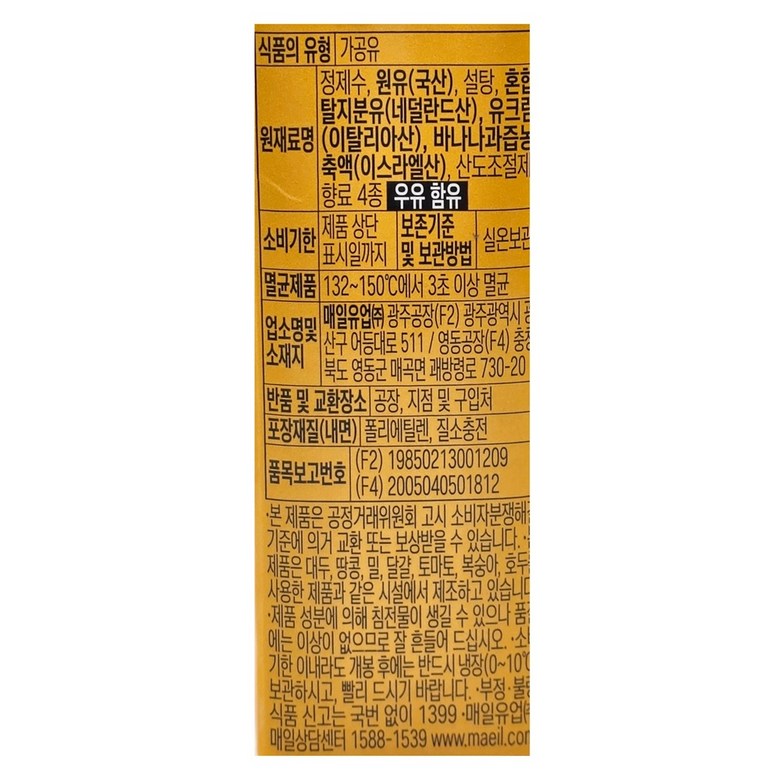 식품의 유형 가공유
원재료명 정제수, 원유(국산), 설탕, 혼합
탈지분유(네덜란드산), 유크림
(이탈리아산), 바나나과즙농
축액(이스라엘산), 산도조절제
향료 4종 우유 함유
소비기한 제품 상단 표시일까지 보존기준 및 보관방법 실온보관
멸균제품 132~150℃에서 3초 이상 멸균
업소명및 소재지 매일유업㈜ 광주공장(F2) 광주광역시
산구 어등대로 511 / 영동공장(F4) 충청
북도 영동군 매곡면 괘방령로 730-20
반품 및 교환장소 공장, 지점 및 구입처
포장재질(내면) 폴리에틸렌, 질소충전
품목보고번호 (F2) 19850213001209
(F4) 2005040501812
·본 제품은 공정거래위원회 고시 소비자분쟁해결
기준에 의거 교환 또는 보상받을 수 있습니다.
제품은 대두, 땅콩, 밀, 달걀, 토마토, 복숭아, 호두
사용한 제품과 같은 시설에서 제조하고 있습니다
·제품 성분에 의해 침전물이 생길 수 있으나 품질
에는 이상이 없으므로 잘 흔들어 드십시오. ·소비
기한 이내라도 개봉 후에는 반드시 냉장(0~10℃
보관하시고, 빨리 드시기 바랍니다. ·부정·불량
식품 신고는 국번 없이 1399 ·매일유업㈜
매일상담센터 1588-1539 www.maeil.com